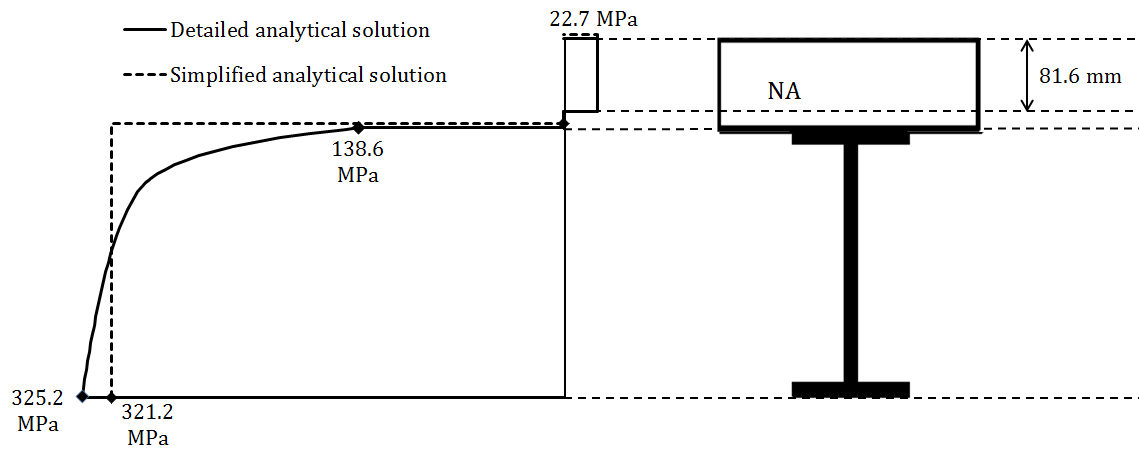 22.7 MPa
Detailed analytical solution
Simplified analytical solution
81.6 mm
NA
138.6
MPa
325.2
MPa
321.2
MPa